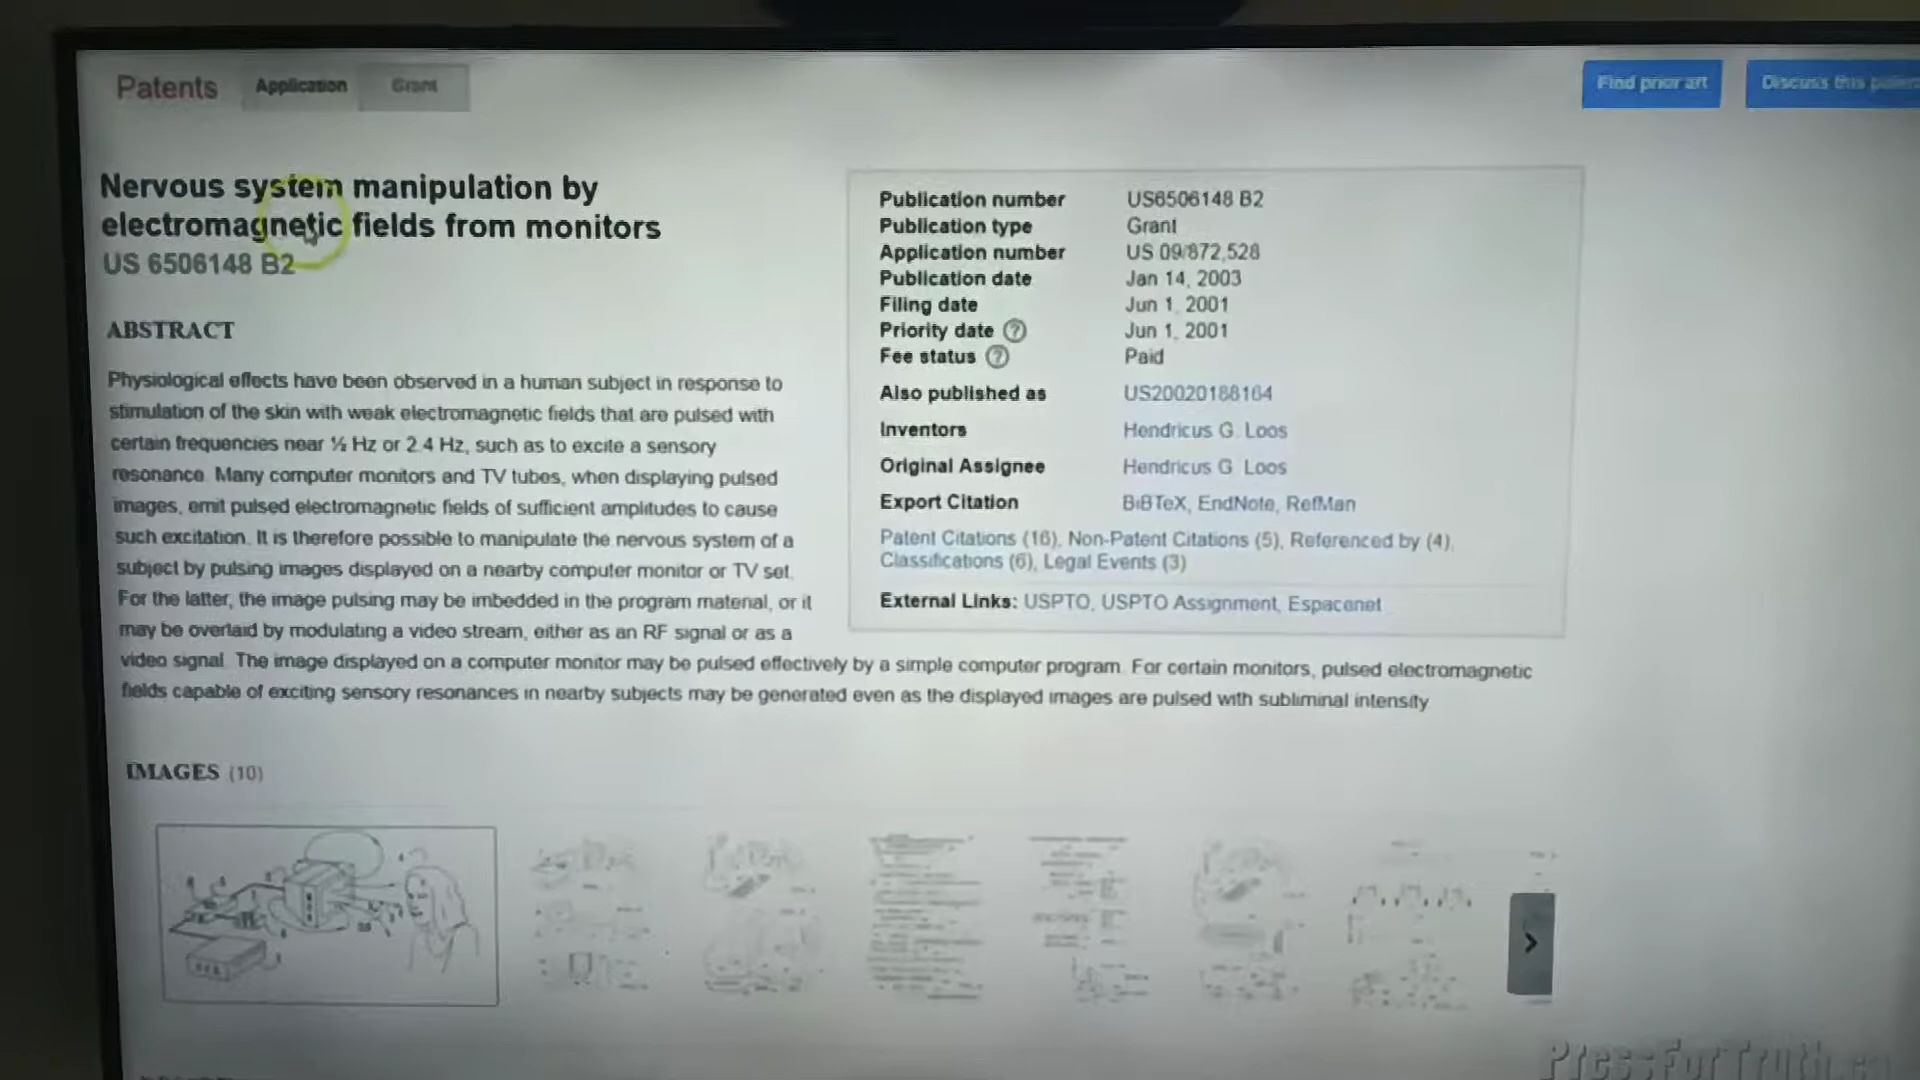 Patents Application Grant
Find prior art
Discuss this
Nervous system manipulation by
electromagnetic fields from monitors
US 6506148 B2
ABSTRACT
Physiological effects have been observed in a human subject in response to
stimulation of the skin with weak electromagnetic fields that are pulsed with
certain frequencies near ½ Hz or 2.4 Hz, such as to excite a sensory
resonance. Many computer monitors and TV tubes, when displaying pulsed
images, emit pulsed electromagnetic fields of sufficient amplitudes to cause
such excitation. It is therefore possible to manipulate the nervous system of a
subject by pulsing images displayed on a nearby computer monitor or TV set.
For the latter, the image pulsing may be imbedded in the program material, or it
may be overlaid by modulating a video stream, either as an RF signal or as a
video signal. The image displayed on a computer monitor may be pulsed effectively by a simple computer program. For certain monitors, pulsed electromagnetic
fields capable of exciting sensory resonances in nearby subjects may be generated even as the displayed images are pulsed with subliminal intensity
Publication number US6506148 B2
Publication type Grant
Application number US 09/872,528
Publication date Jan 14, 2003
Filing date Jun 1, 2001
Priority date ? Jun 1, 2001
Fee status ? Paid
Also published as US20020188164
Inventors Hendricus G. Loos
Original Assignee Hendricus G. Loos
Export Citation BiBTeX, EndNote, RefMan
Patent Citations (16), Non-Patent Citations (5), Referenced by (4),
Classifications (6), Legal Events (3)
External Links: USPTO, USPTO Assignment, Espacenet
IMAGES (10)
PressForTruth.ca